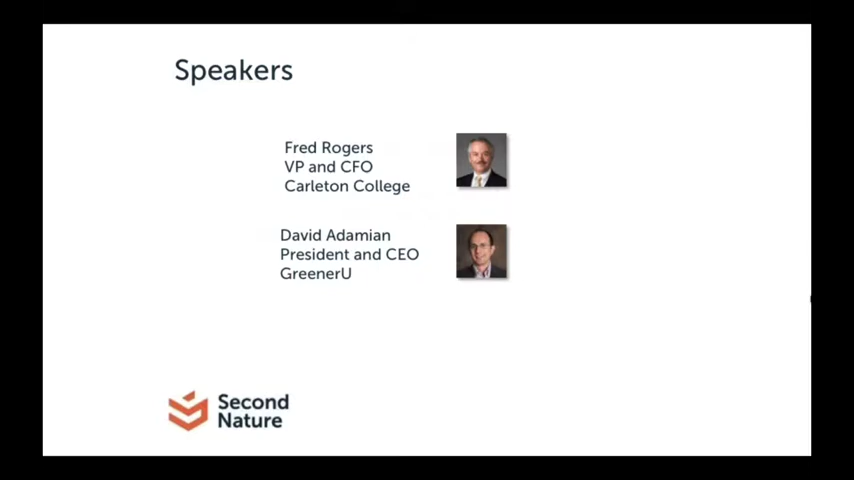 Speakers
Fred Rogers
VP and CFO
Carleton College
David Adamian
President and CEO
GreenerU
Second
Nature